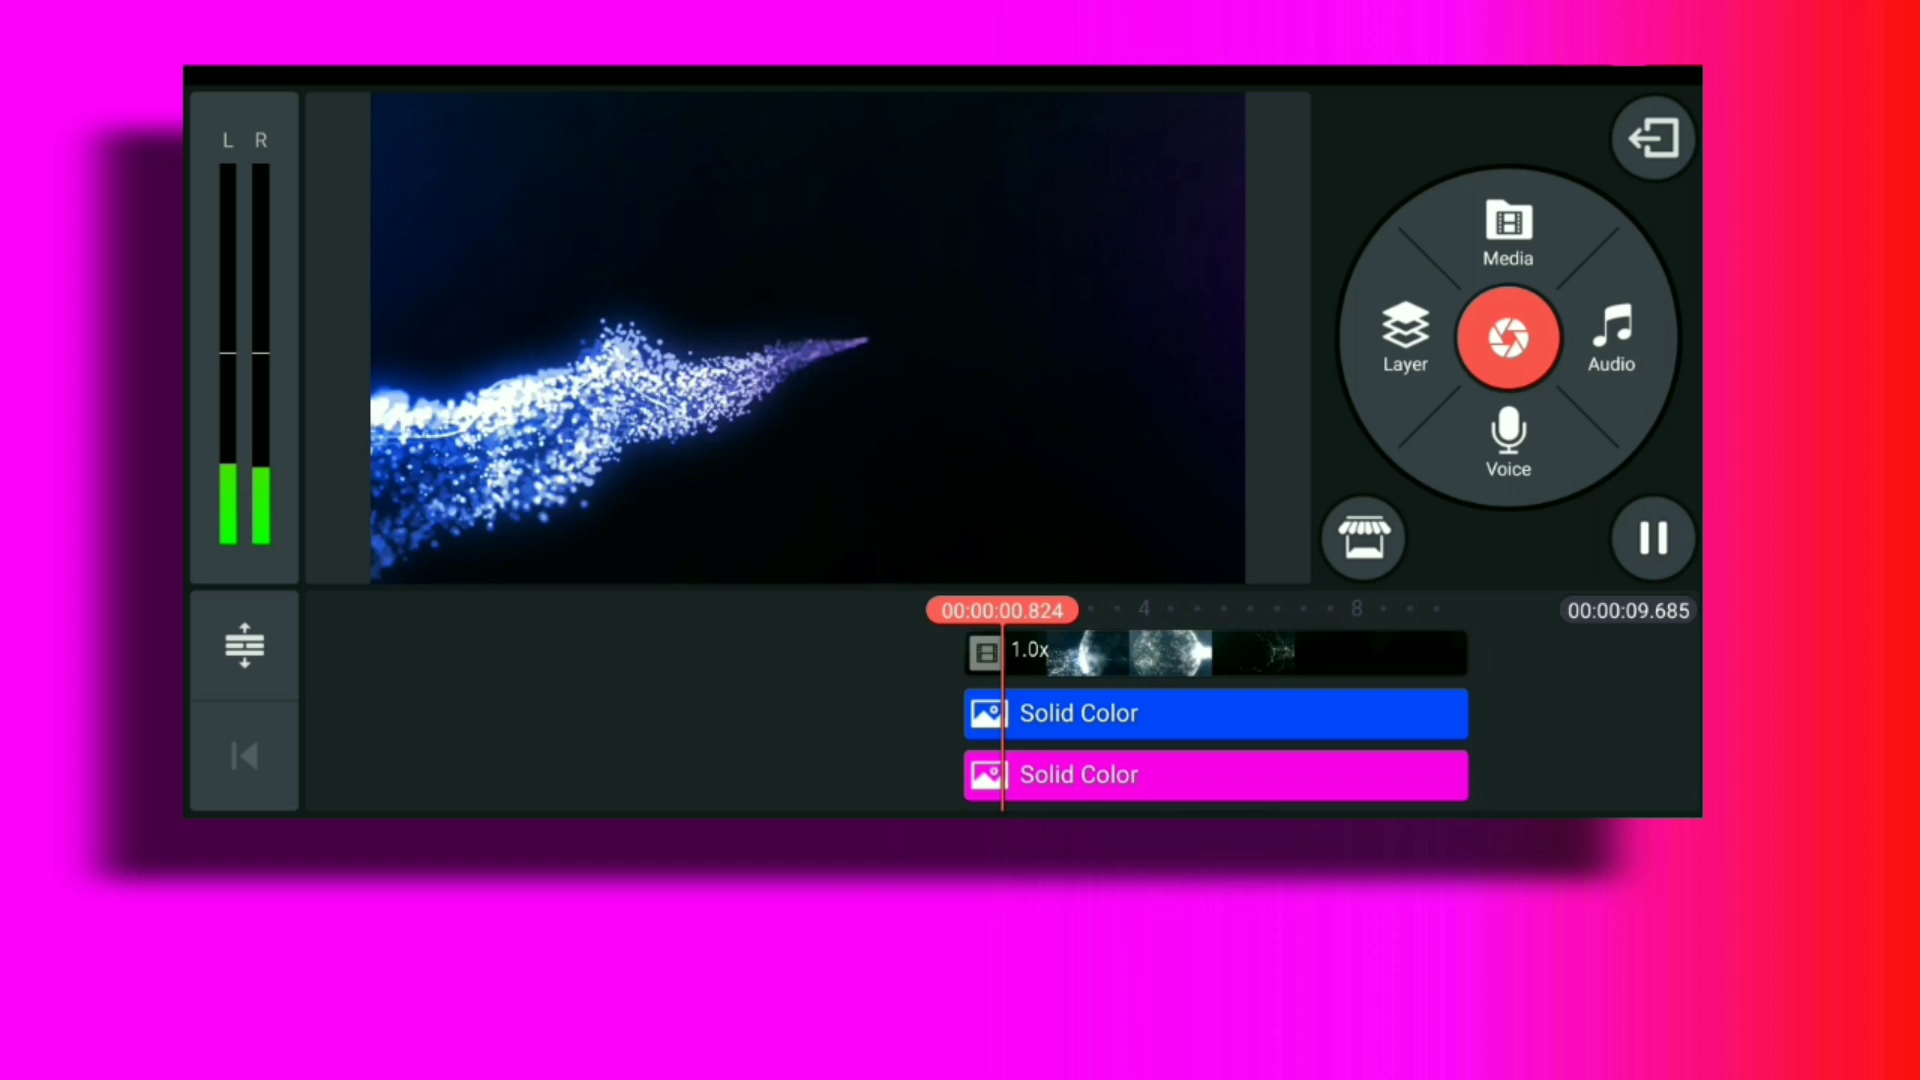 L R
Media
Layer
Audio
Voice
00:00:00.824
4
8
00:00:09.685
1.0x
Solid Color
Solid Color